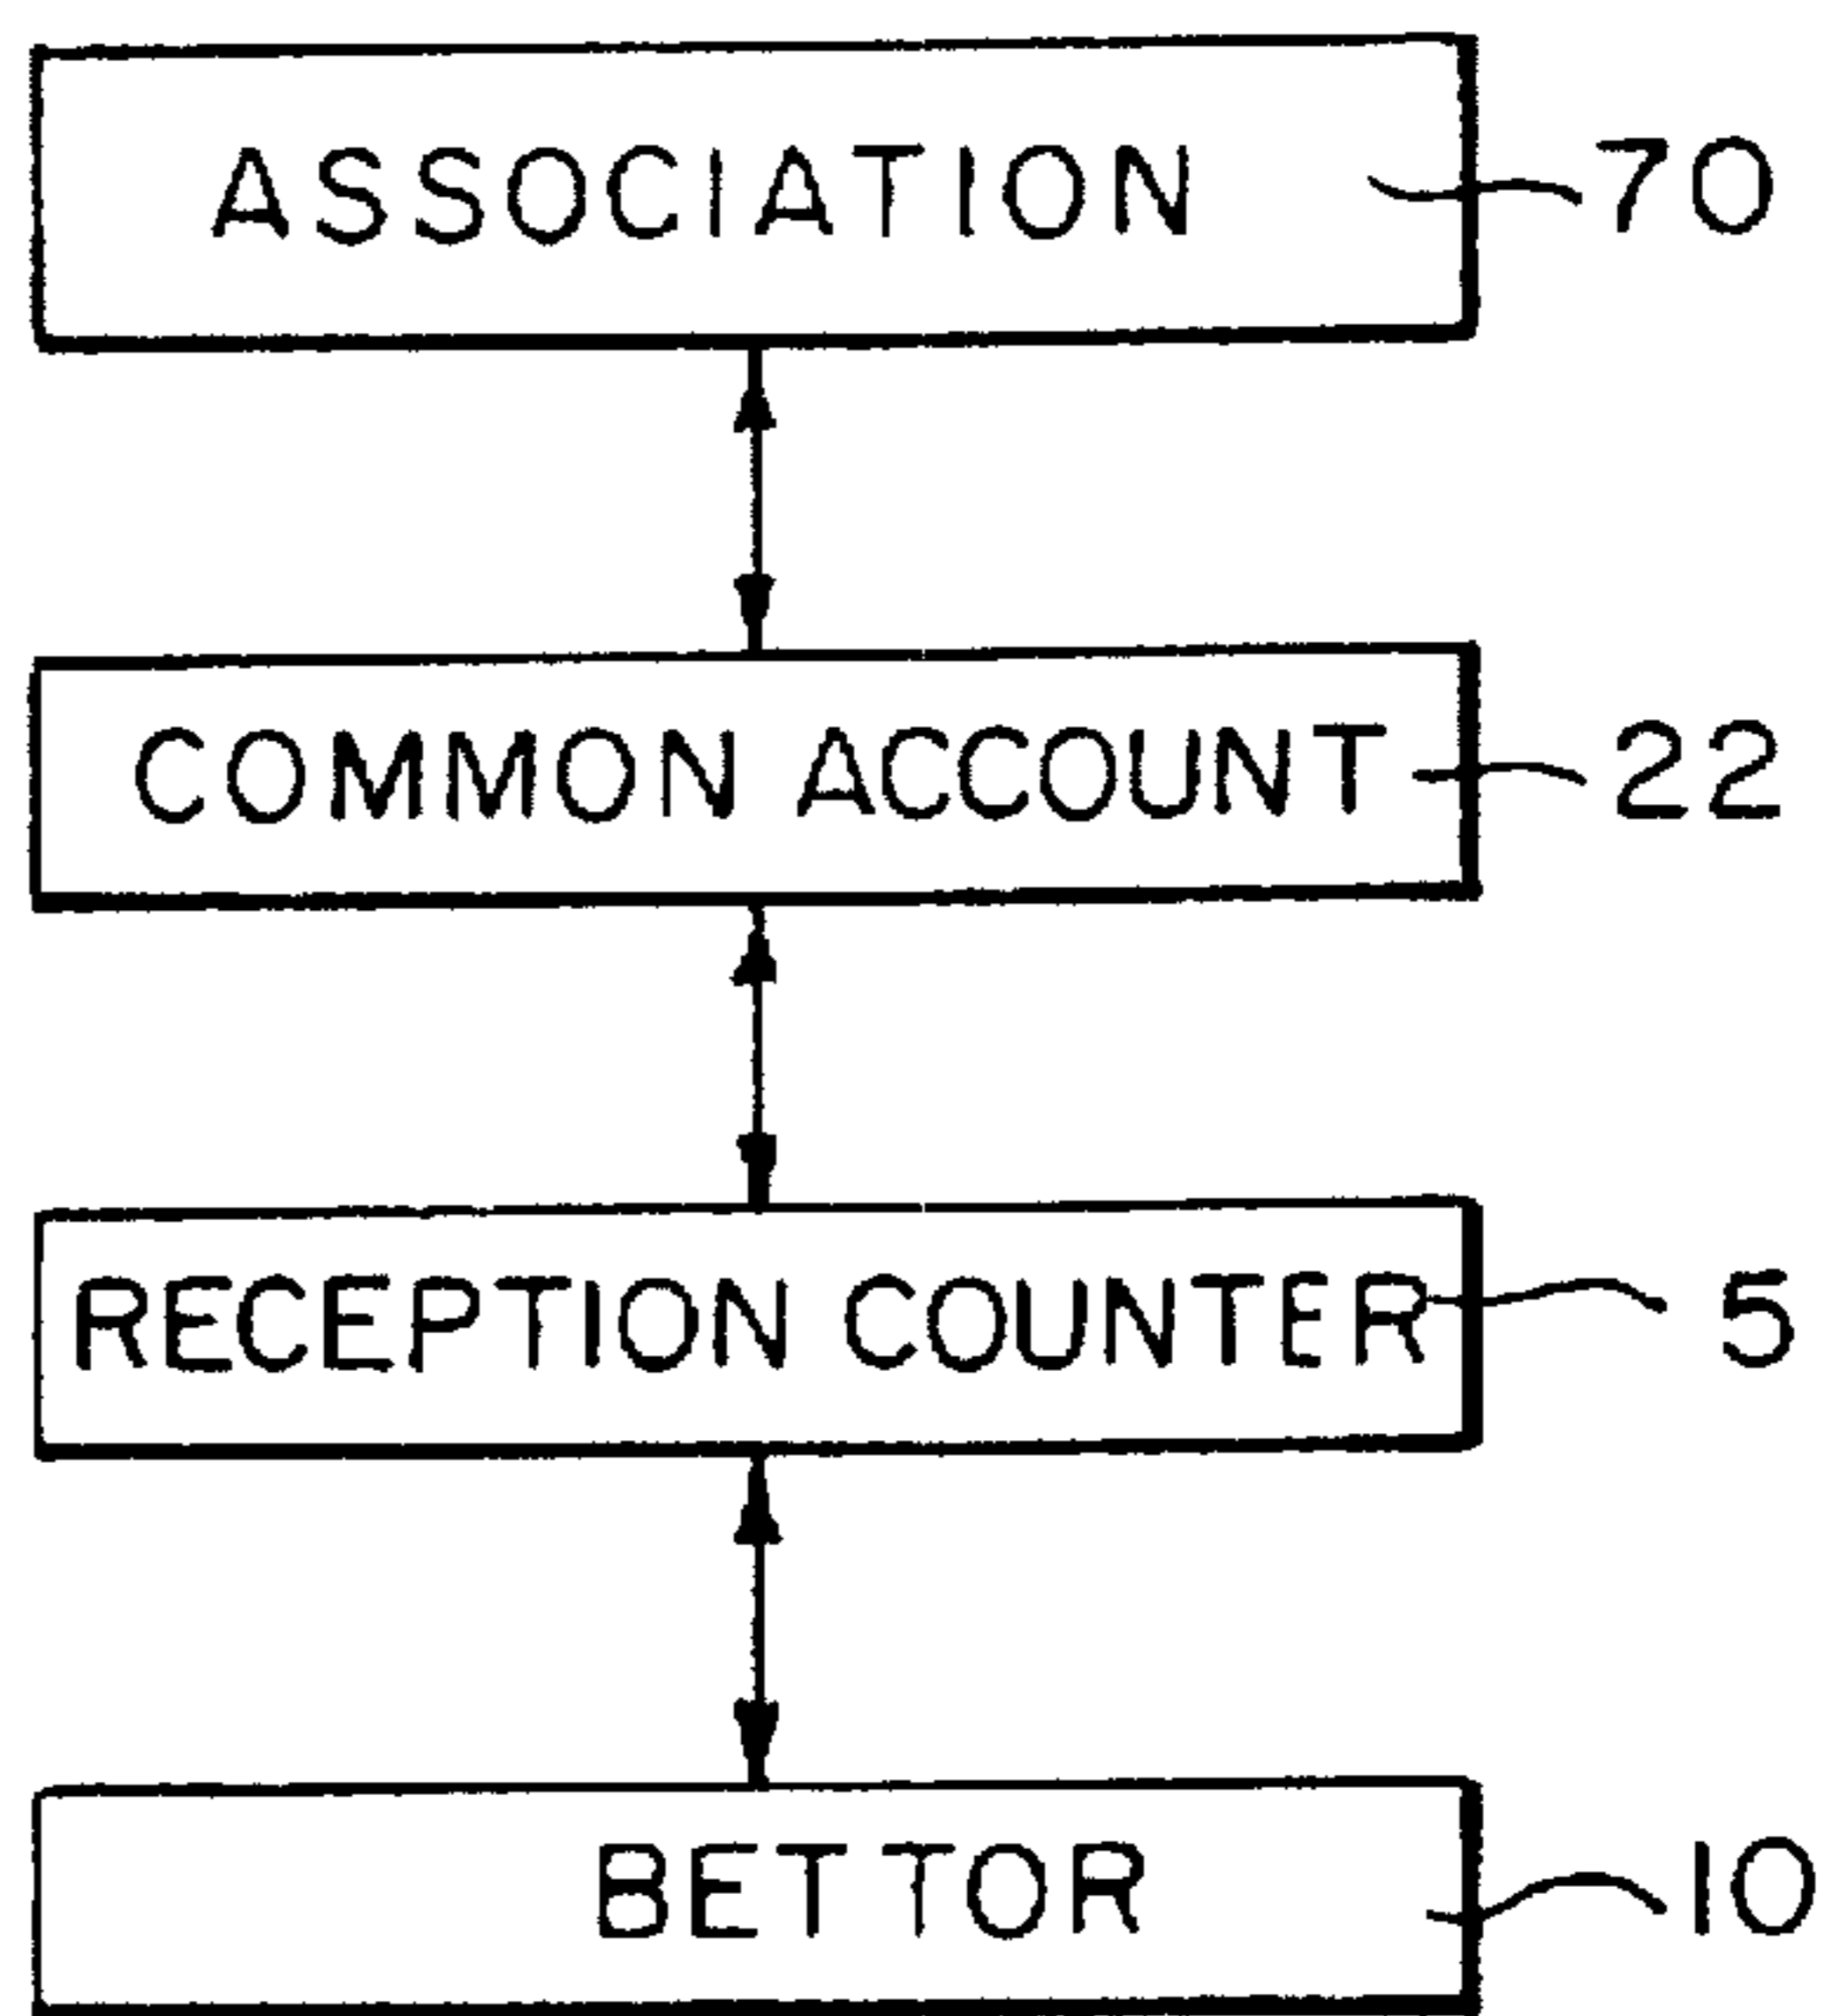 ASSOCIATION 70
COMMON ACCOUNT 22
RECEPTION COUNTER 5
BETTOR 10